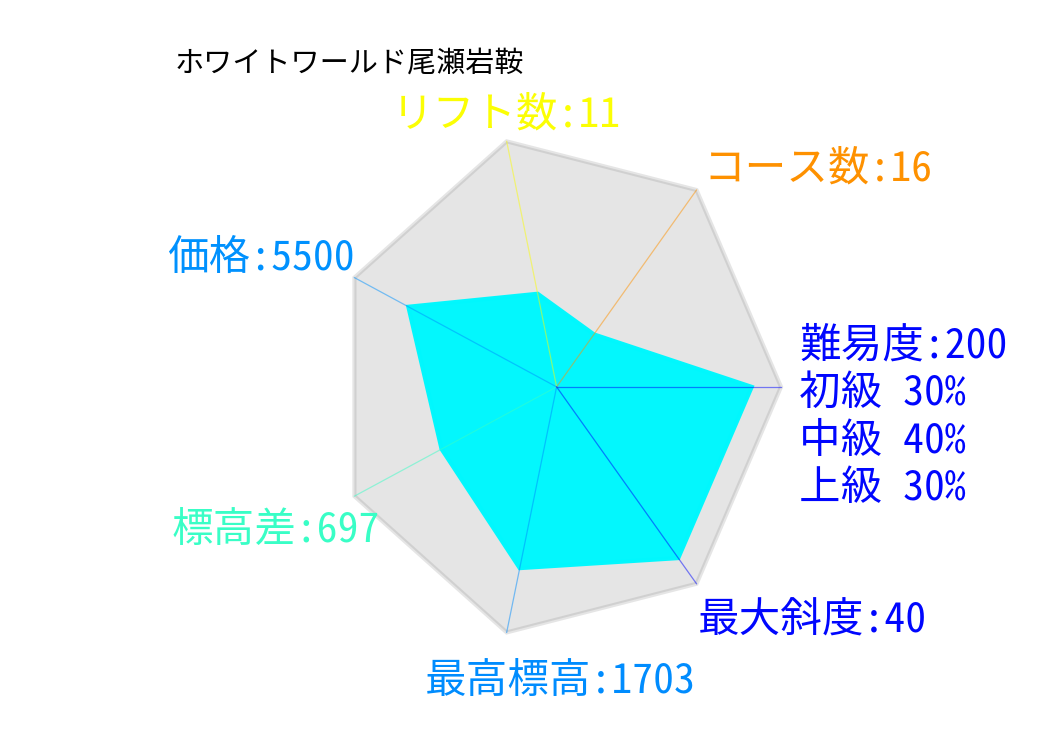 ホワイトワールド尾瀬岩鞍
リフト数:11
コース数:16
価格:5500
難易度:200
初級 30%
中級 40%
上級 30%
標高差:697
最大斜度:40
最高標高:1703